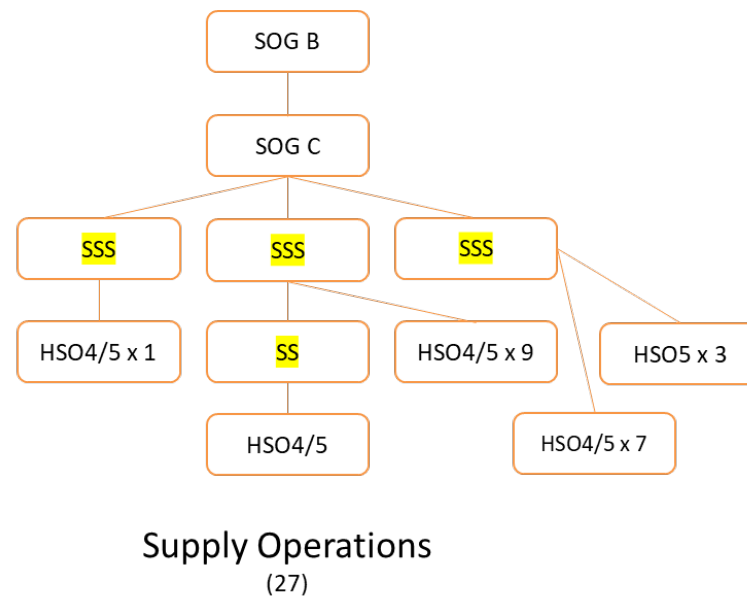 SOG B
SOG C
SSS
SSS
SSS
HSO4/5 x 1
SS
HSO4/5 x 9
HSO5 x 3
HSO4/5
HSO4/5 x 7
Supply Operations
(27)